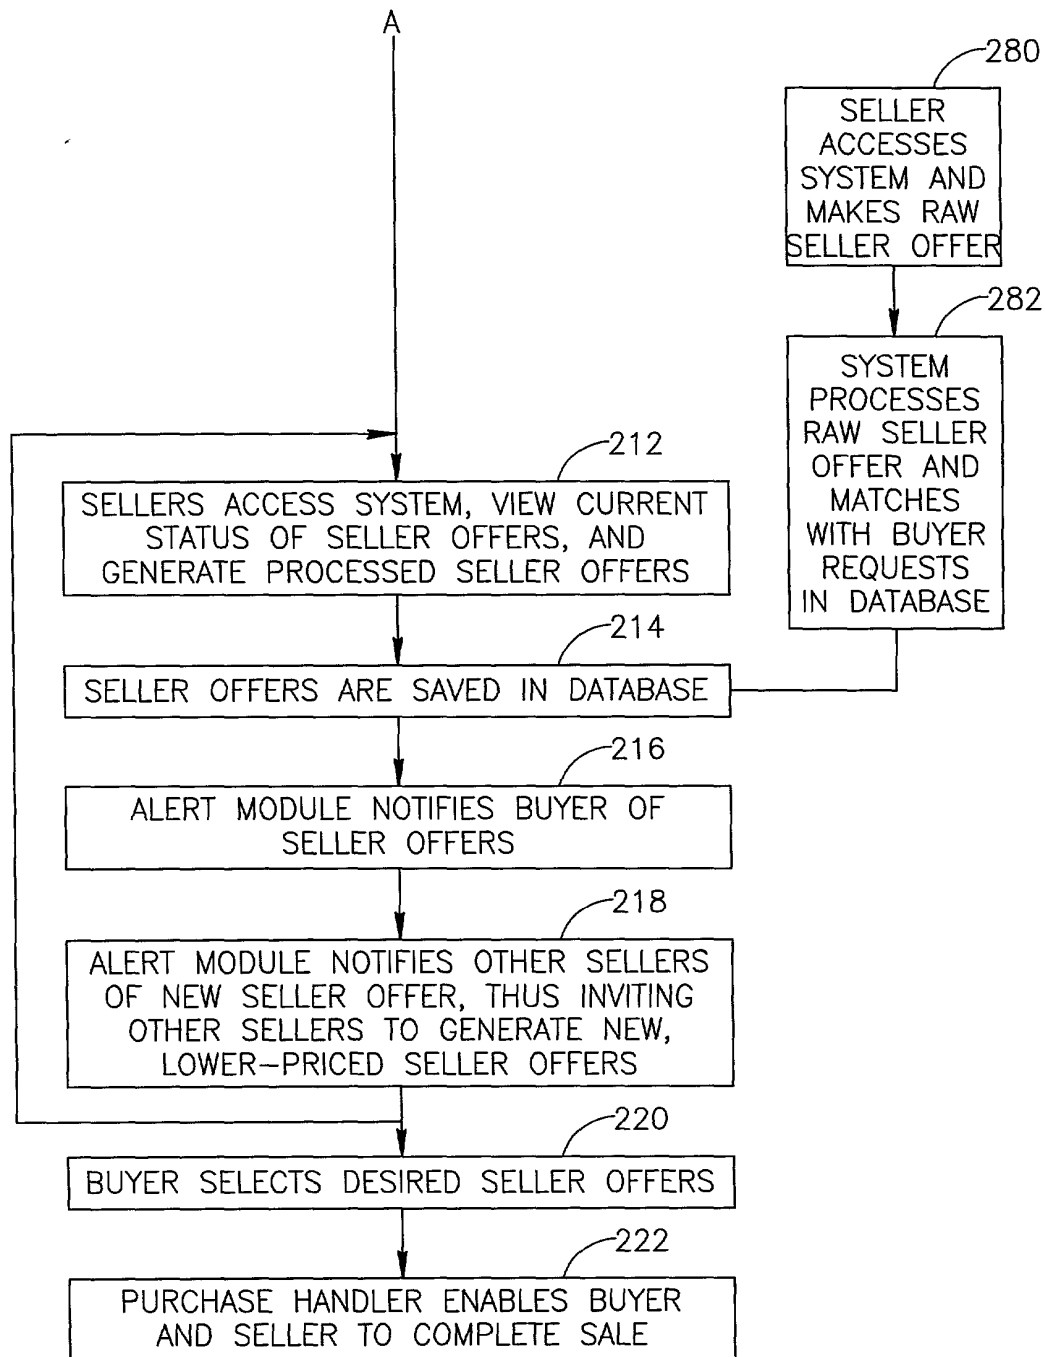 A
280
SELLER
ACCESSES
SYSTEM AND
MAKES RAW
SELLER OFFER
282
SYSTEM
PROCESSES
RAW SELLER
OFFER AND
MATCHES
WITH BUYER
REQUESTS
IN DATABASE
212
SELLERS ACCESS SYSTEM, VIEW CURRENT
STATUS OF SELLER OFFERS, AND
GENERATE PROCESSED SELLER OFFERS
214
SELLER OFFERS ARE SAVED IN DATABASE
216
ALERT MODULE NOTIFIES BUYER OF
SELLER OFFERS
218
ALERT MODULE NOTIFIES OTHER SELLERS
OF NEW SELLER OFFER, THUS INVITING
OTHER SELLERS TO GENERATE NEW,
LOWER-PRICED SELLER OFFERS
220
BUYER SELECTS DESIRED SELLER OFFERS
222
PURCHASE HANDLER ENABLES BUYER
AND SELLER TO COMPLETE SALE